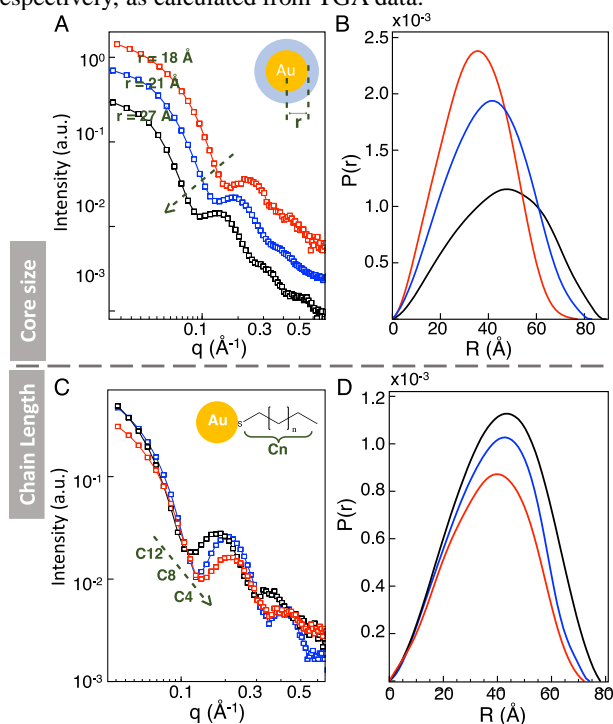 respectively, as calculated from TGA data.
A
r = 18 Å
r = 21 Å
r = 27 Å
Au
r
10⁰
10⁻¹
10⁻²
10⁻³
Intensity (a.u.)
0.1 0.3 0.5
q (Å⁻¹)
B
x10⁻³
2.5
2.0
1.5
1.0
0.5
P(r)
0 20 40 60 80
R (Å)
Core size
C
Au
S
n
Cn
C12
C8
C4
10⁻¹
10⁻²
10⁻³
Intensity (a.u.)
0.1 0.3 0.5
q (Å⁻¹)
D
x10⁻³
1.2
1.0
0.8
0.6
0.4
0.2
P(r)
0 20 40 60 80
R (Å)
Chain Length